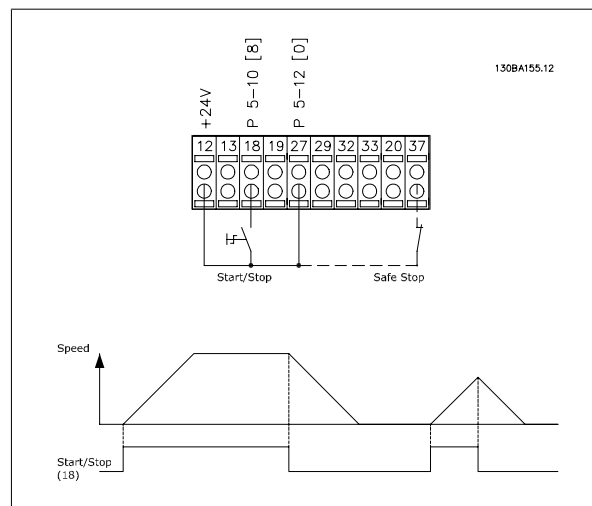 130BA155.12
+24V
P 5-10 [8]
P 5-12 [0]
12 13 18 19 27 29 32 33 20 37
Start/Stop
Safe Stop
Speed
Start/Stop
(18)